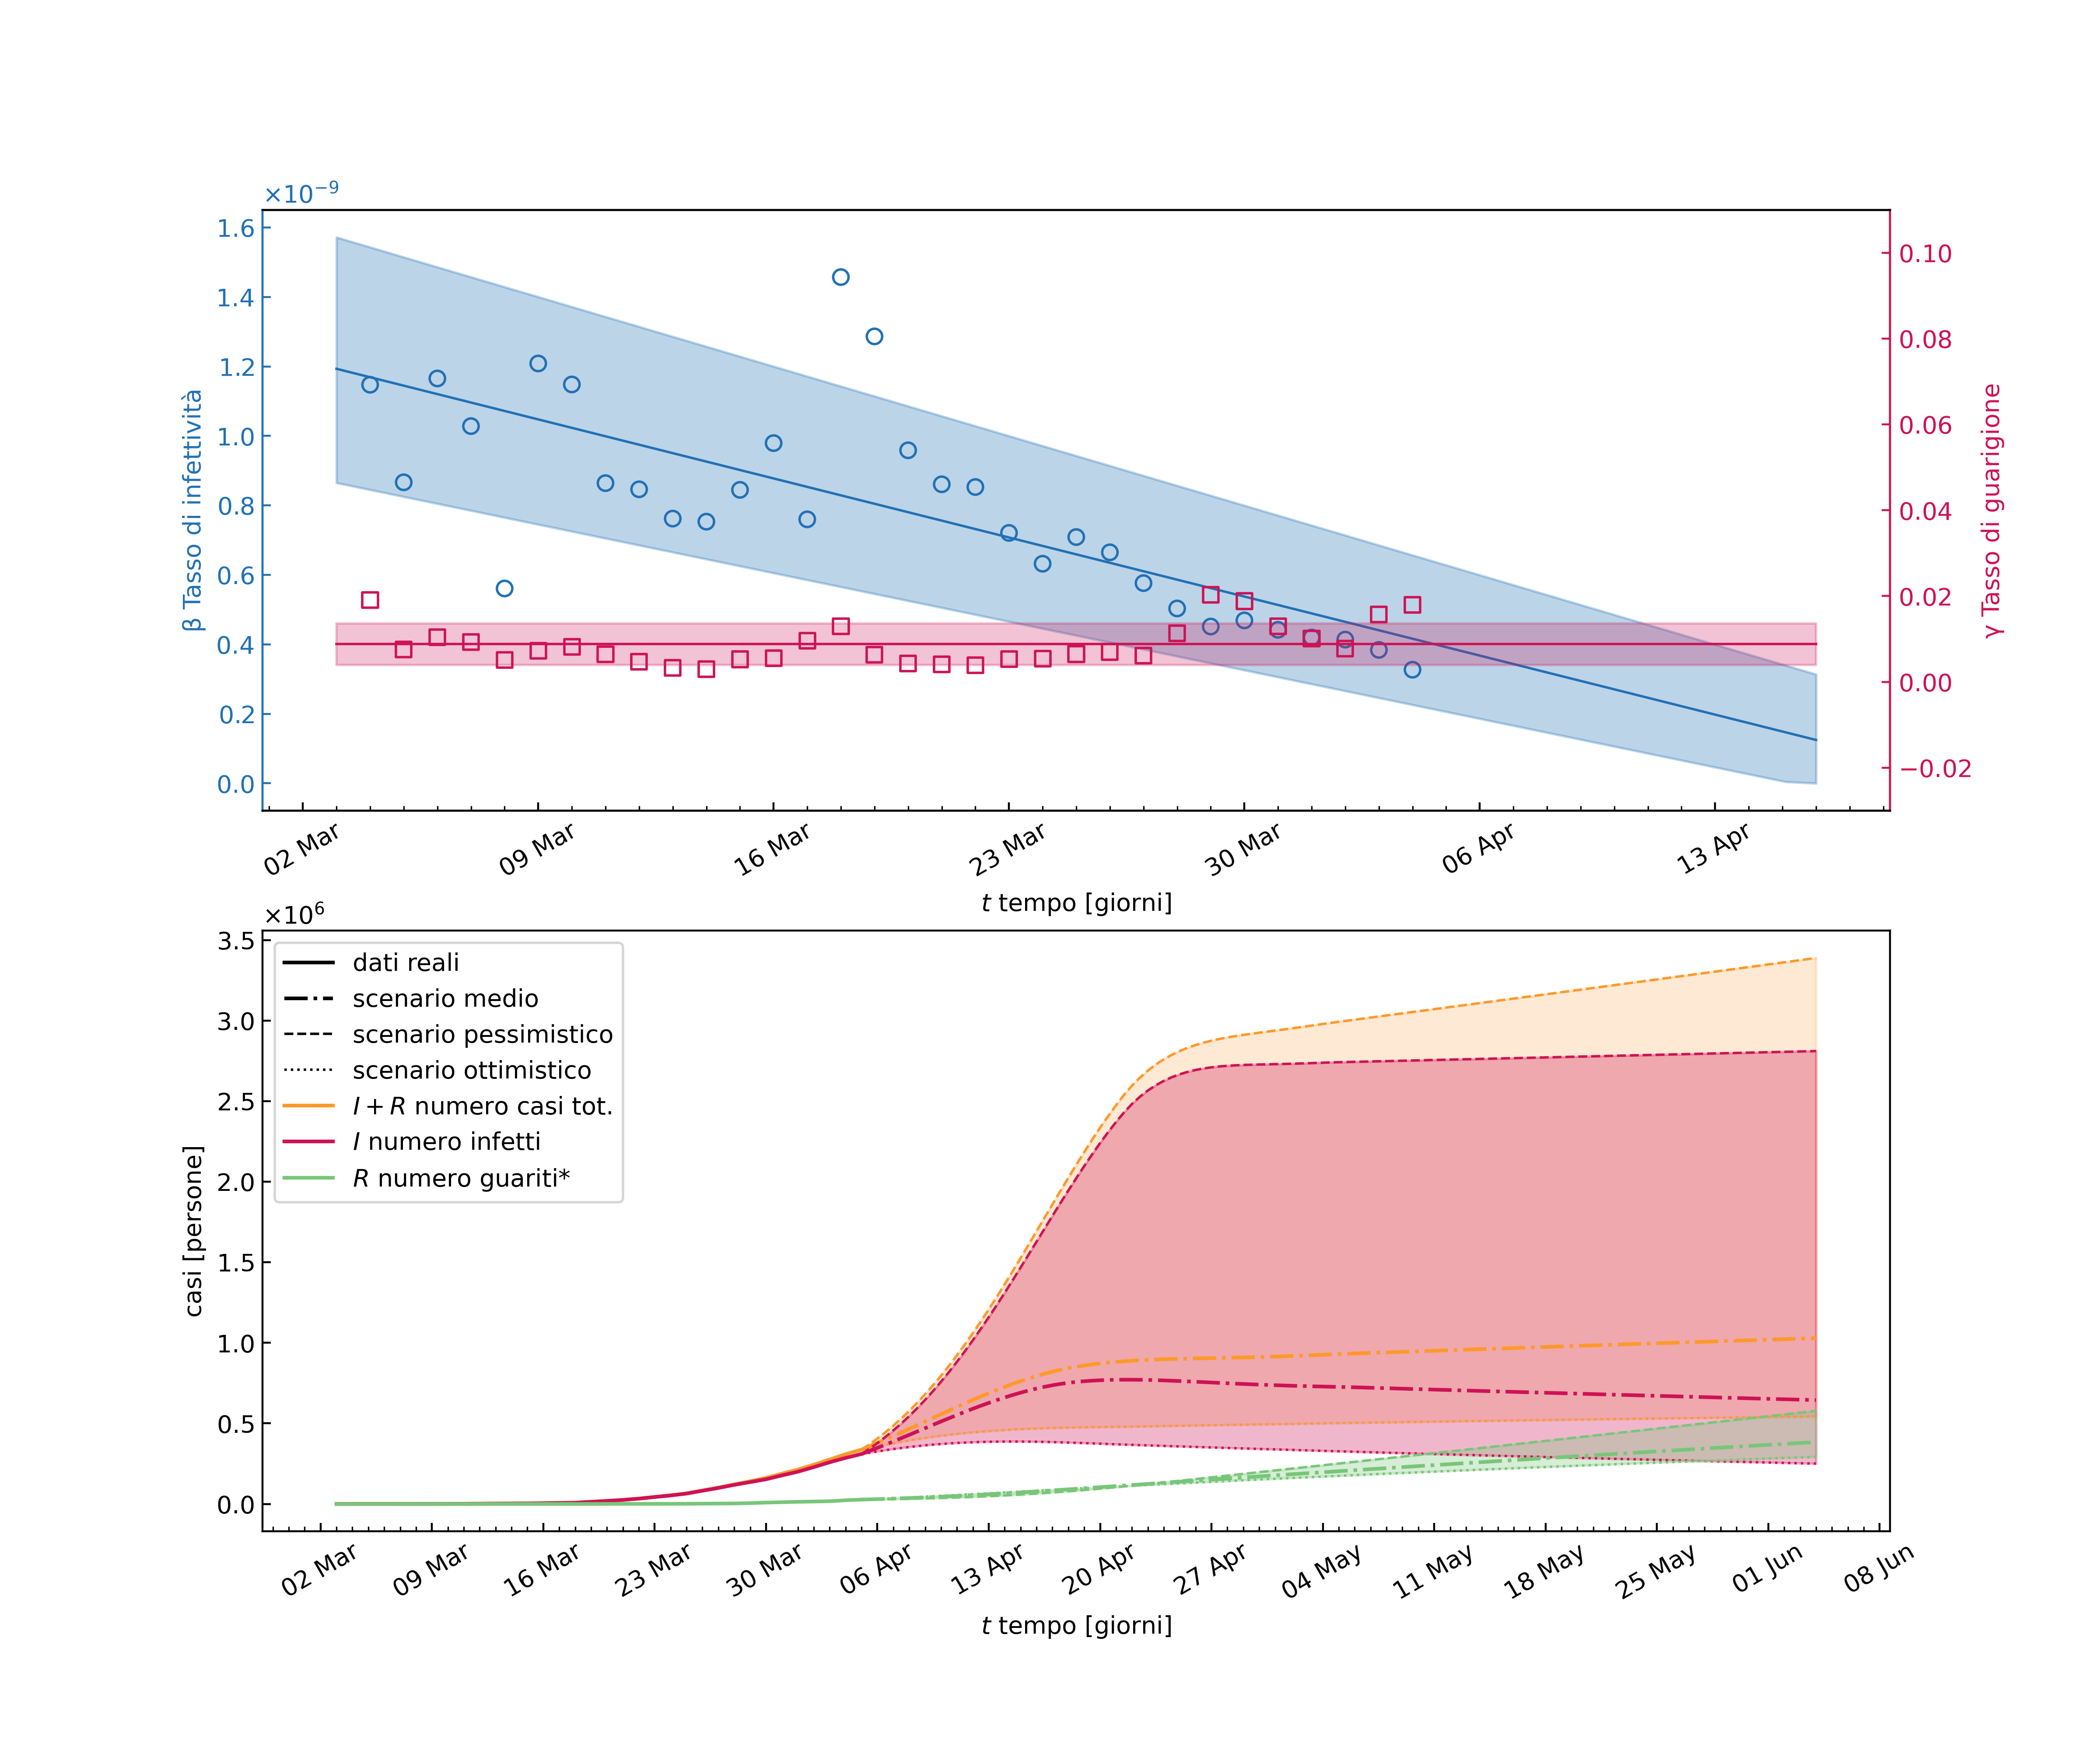 ×10⁻⁹
1.6
1.4
1.2
1.0
0.8
0.6
0.4
0.2
0.0
β Tasso di infettività
0.10
0.08
0.06
0.04
0.02
0.00
−0.02
γ Tasso di guarigione
02 Mar
09 Mar
16 Mar
23 Mar
30 Mar
06 Apr
13 Apr
t tempo [giorni]
×10⁶
3.5
3.0
2.5
2.0
1.5
1.0
0.5
0.0
casi [persone]
dati reali
scenario medio
scenario pessimistico
scenario ottimistico
I + R numero casi tot.
I numero infetti
R numero guariti*
02 Mar
09 Mar
16 Mar
23 Mar
30 Mar
06 Apr
13 Apr
20 Apr
27 Apr
04 May
11 May
18 May
25 May
01 Jun
08 Jun
t tempo [giorni]